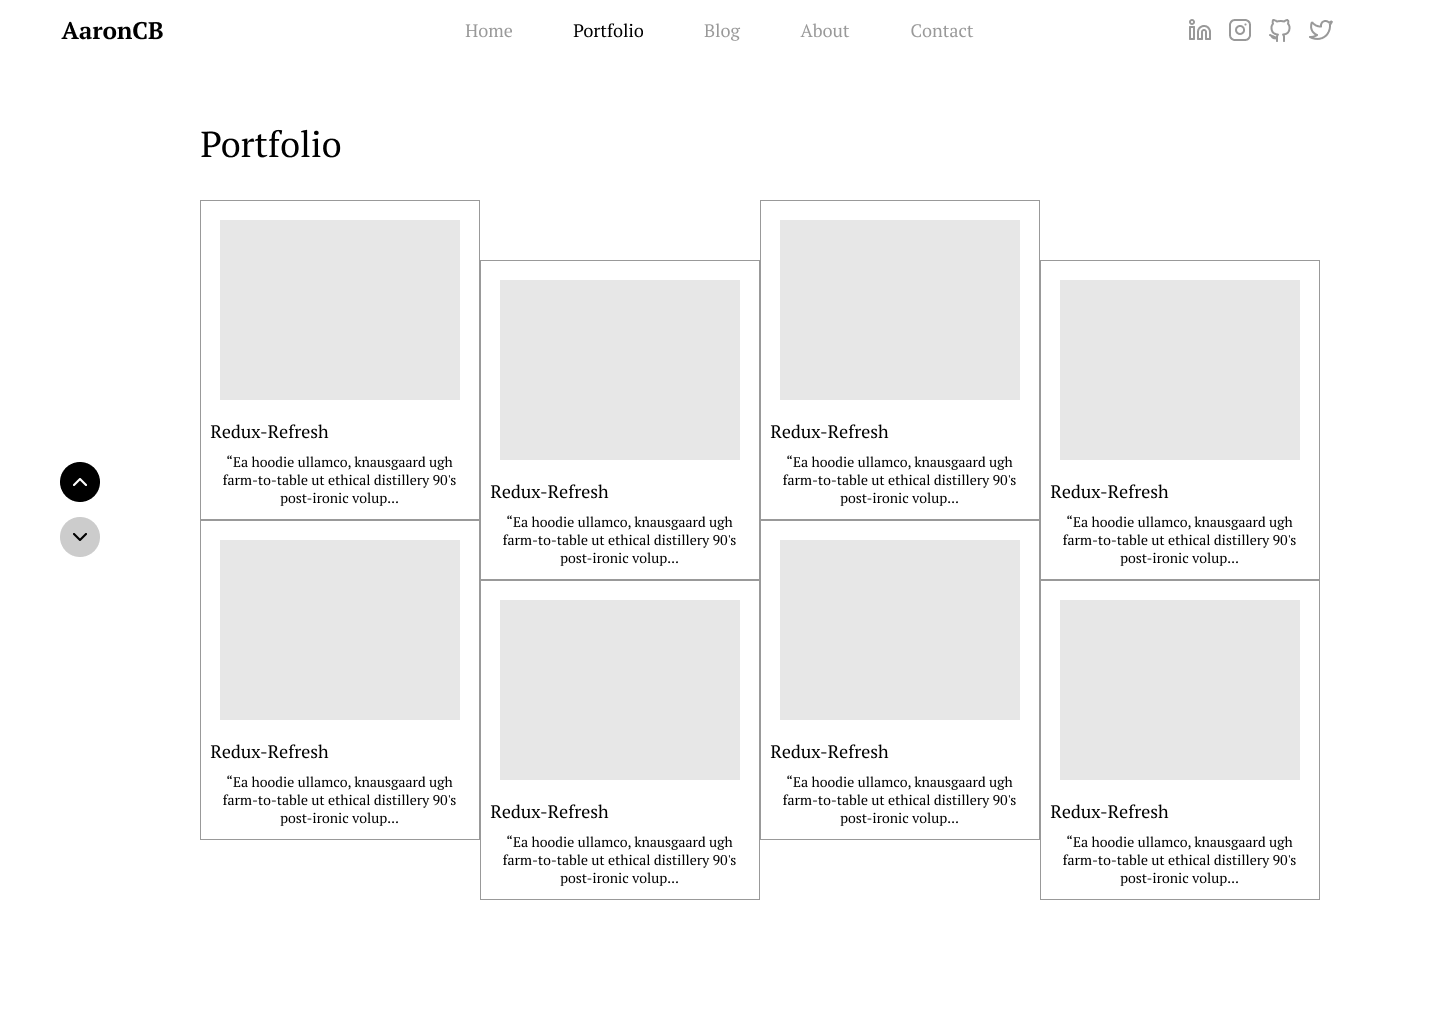 AaronCB
Home
Portfolio
Blog
About
Contact
Portfolio
Redux-Refresh
“Ea hoodie ullamco, knausgaard ugh
farm-to-table ut ethical distillery 90's
post-ironic volup...
Redux-Refresh
“Ea hoodie ullamco, knausgaard ugh
farm-to-table ut ethical distillery 90's
post-ironic volup...
Redux-Refresh
“Ea hoodie ullamco, knausgaard ugh
farm-to-table ut ethical distillery 90's
post-ironic volup...
Redux-Refresh
“Ea hoodie ullamco, knausgaard ugh
farm-to-table ut ethical distillery 90's
post-ironic volup...
Redux-Refresh
“Ea hoodie ullamco, knausgaard ugh
farm-to-table ut ethical distillery 90's
post-ironic volup...
Redux-Refresh
“Ea hoodie ullamco, knausgaard ugh
farm-to-table ut ethical distillery 90's
post-ironic volup...
Redux-Refresh
“Ea hoodie ullamco, knausgaard ugh
farm-to-table ut ethical distillery 90's
post-ironic volup...
Redux-Refresh
“Ea hoodie ullamco, knausgaard ugh
farm-to-table ut ethical distillery 90's
post-ironic volup...